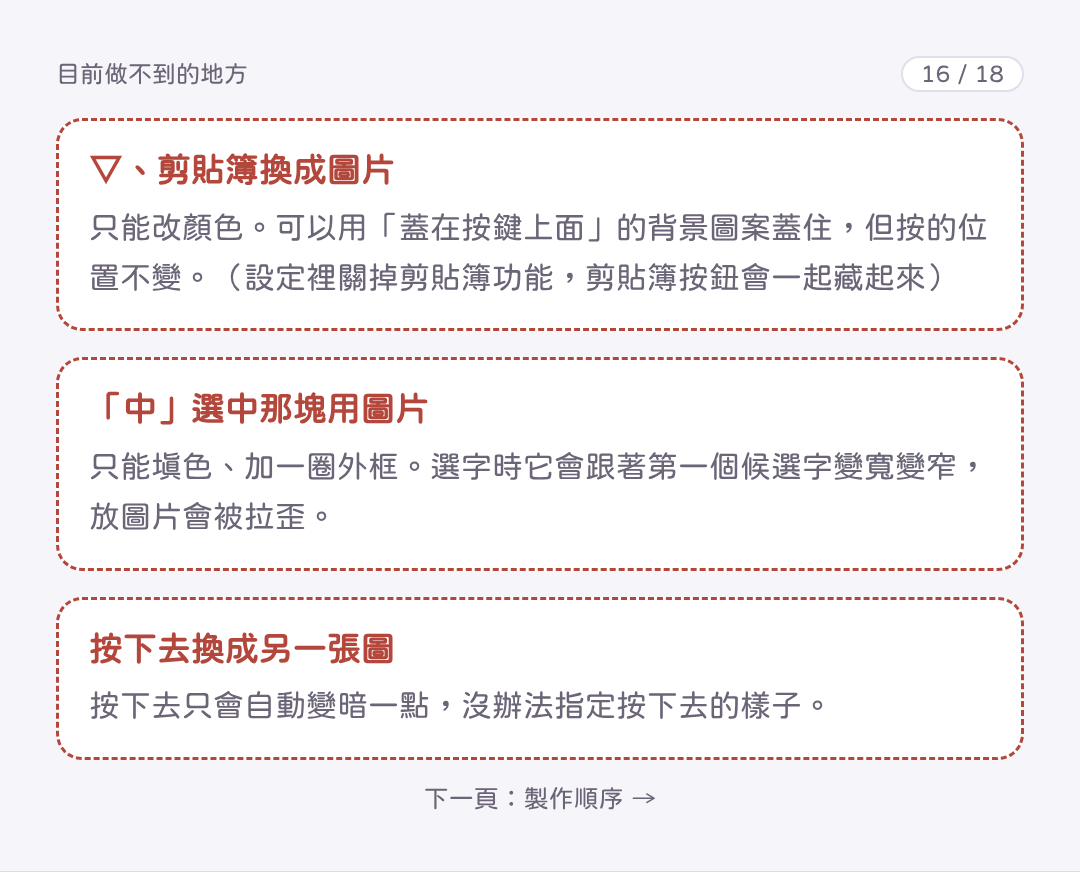 目前做不到的地方
16 / 18
▽、剪貼簿換成圖片
只能改顏色。可以用「蓋在按鍵上面」的背景圖案蓋住，但按的位
置不變。（設定裡關掉剪貼簿功能，剪貼簿按鈕會一起藏起來）
「中」選中那塊用圖片
只能填色、加一圈外框。選字時它會跟著第一個候選字變寬變窄，
放圖片會被拉歪。
按下去換成另一張圖
按下去只會自動變暗一點，沒辦法指定按下去的樣子。
下一頁：製作順序 →